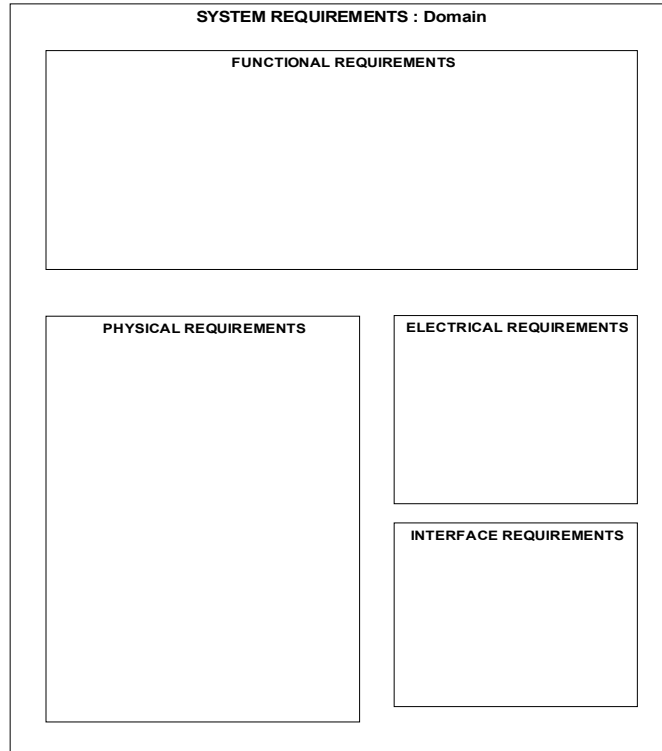 SYSTEM REQUIREMENTS : Domain
FUNCTIONAL REQUIREMENTS
PHYSICAL REQUIREMENTS
ELECTRICAL REQUIREMENTS
INTERFACE REQUIREMENTS